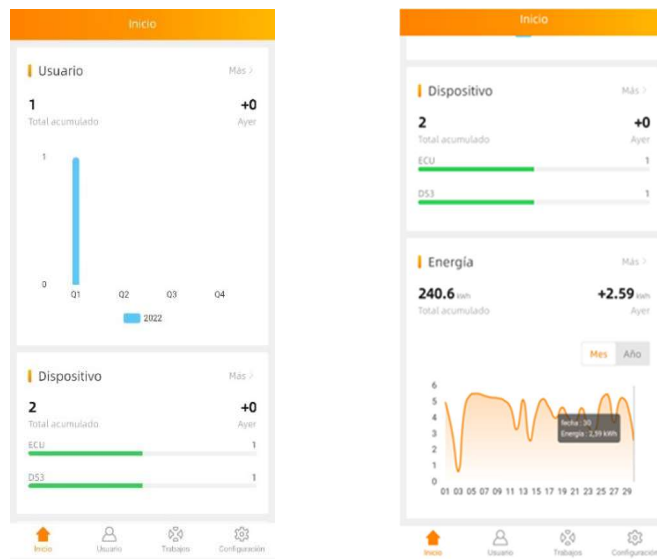 Inicio
Usuario Más >
1 +0
Total acumulado Ayer
1
0
Q1 Q2 Q3 Q4
2022
Dispositivo Más >
2 +0
Total acumulado Ayer
ECU 1
DS3 1
Inicio Usuario Trabajos Configuración
Inicio
Dispositivo Más >
2 +0
Total acumulado Ayer
ECU 1
DS3 1
Energía Más >
240.6 kWh +2.59 kWh
Total acumulado Ayer
Mes Año
6
5
4
3
2
1
0
01 03 05 07 09 11 13 15 17 19 21 23 25 27 29
fecha : 30
Energía : 2,59 kWh
Inicio Usuario Trabajos Configuración